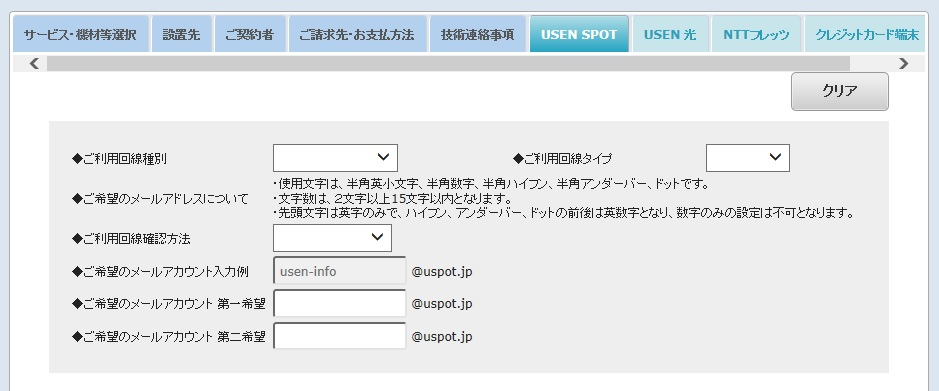 サービス・機材等選択 設置先 ご契約者 ご請求先・お支払方法 技術連絡事項 USEN SPOT USEN 光 NTTフレッツ クレジットカード端末
クリア
◆ご利用回線種別 ◆ご利用回線タイプ
◆ご希望のメールアドレスについて
・使用文字は、半角英小文字、半角数字、半角ハイフン、半角アンダーバー、ドットです。
・文字数は、2文字以上15文字以内となります。
・先頭文字は英字のみで、ハイフン、アンダーバー、ドットの前後は英数字となり、数字のみの設定は不可となります。
◆ご利用回線確認方法
◆ご希望のメールアカウント入力例 usen-info @uspot.jp
◆ご希望のメールアカウント 第一希望 @uspot.jp
◆ご希望のメールアカウント 第二希望 @uspot.jp